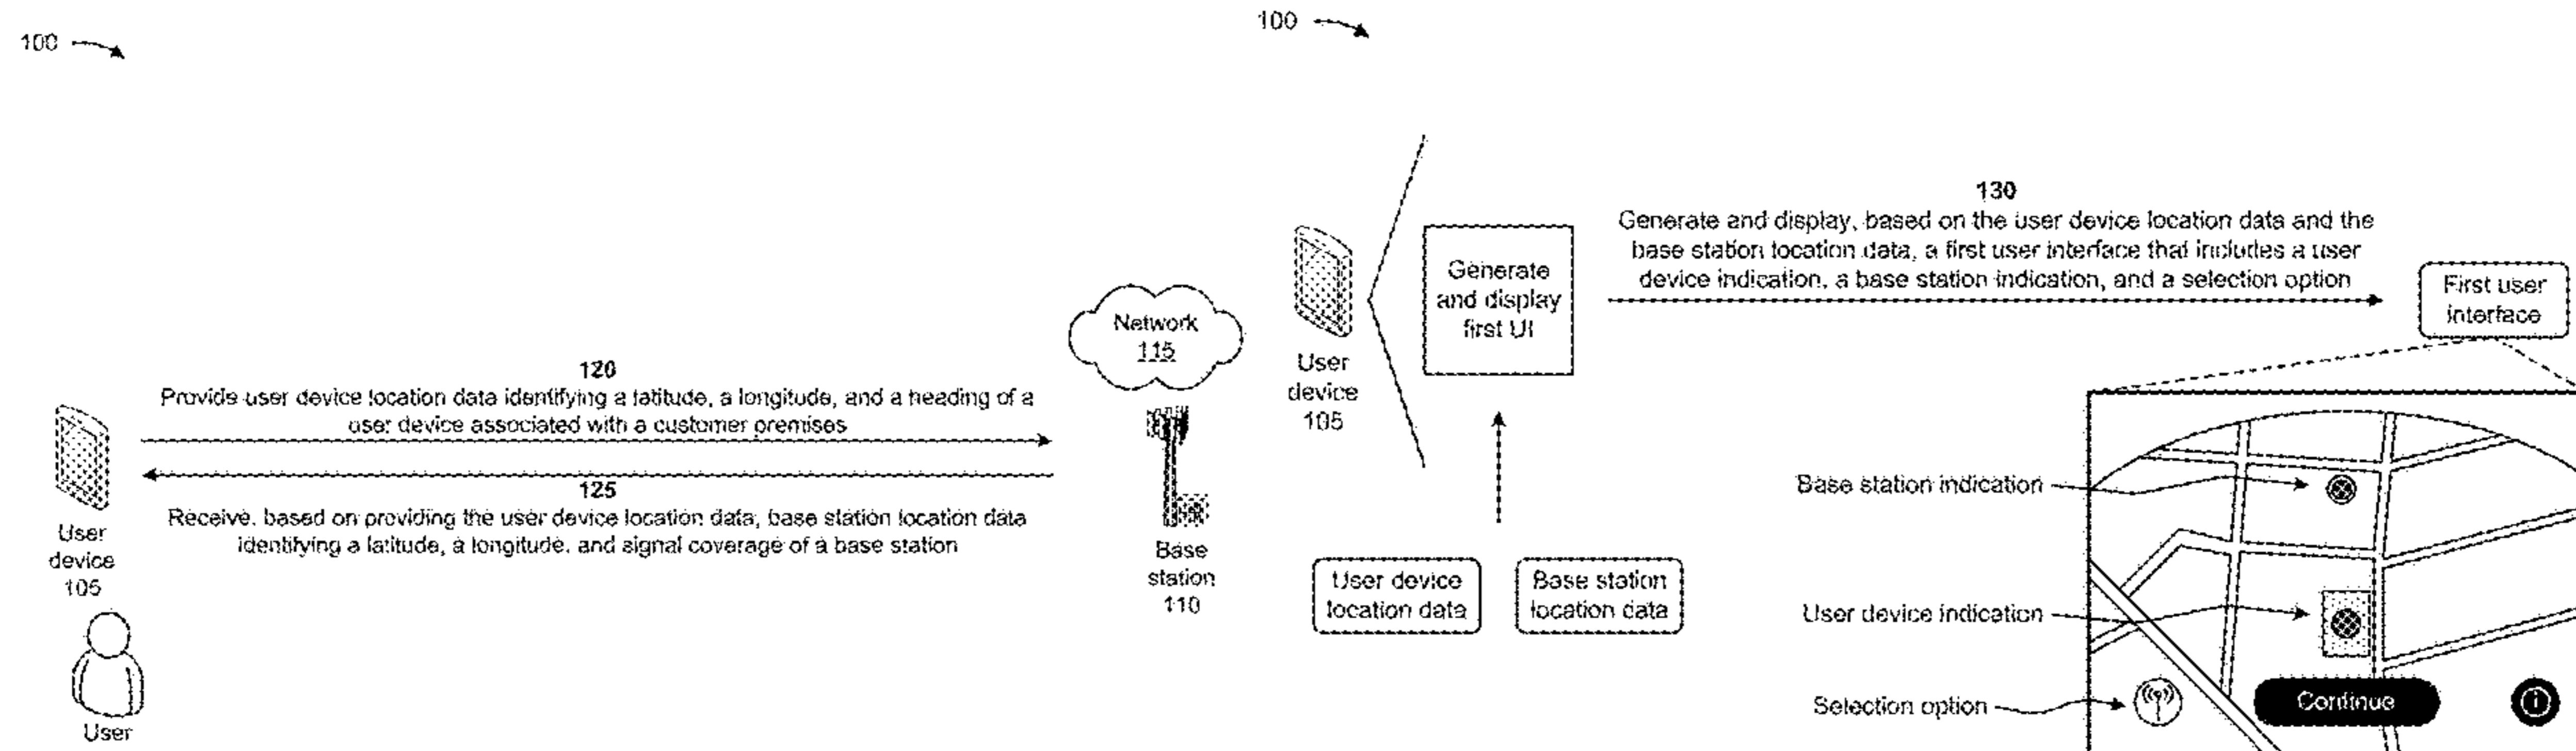 100
120
Provide user device location data identifying a latitude, a longitude, and a heading of a
user device associated with a customer premises
125
Receive, based on providing the user device location data, base station location data
identifying a latitude, a longitude, and signal coverage of a base station
User
device
105
User
Network
115
Base
station
110
100
User
device
105
Generate
and display
first UI
User device
location data
Base station
location data
130
Generate and display, based on the user device location data and the
base station location data, a first user interface that includes a user
device indication, a base station indication, and a selection option
First user
interface
Base station indication
User device indication
Selection option
Continue
i